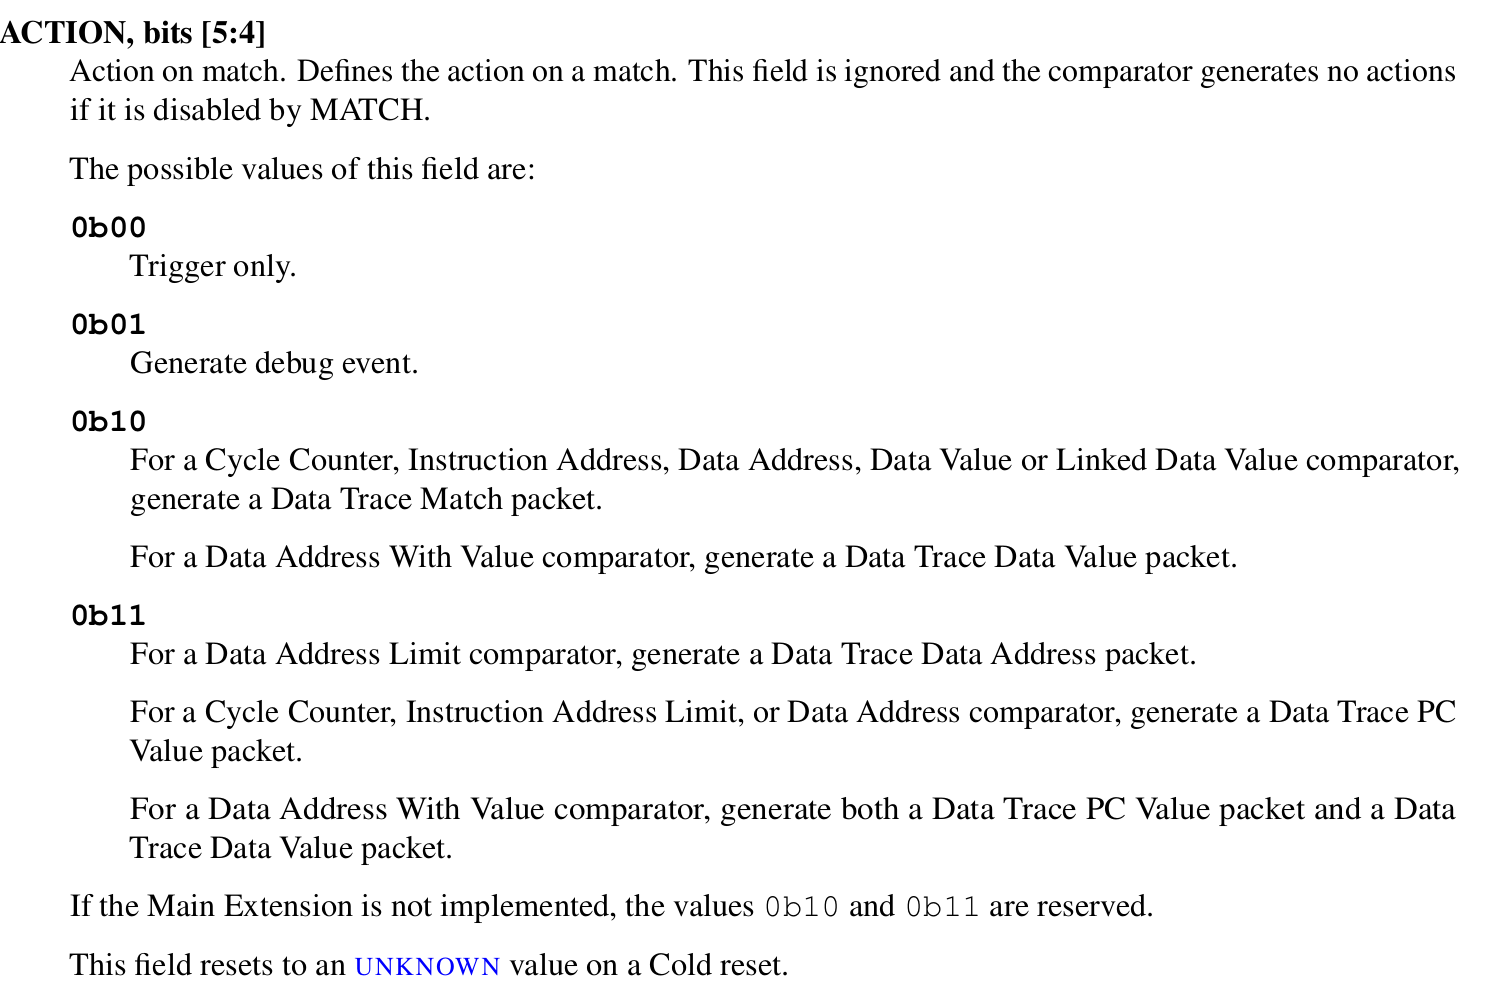 ACTION, bits [5:4]
Action on match. Defines the action on a match. This field is ignored and the comparator generates no actions
if it is disabled by MATCH.
The possible values of this field are:
0b00
Trigger only.
0b01
Generate debug event.
0b10
For a Cycle Counter, Instruction Address, Data Address, Data Value or Linked Data Value comparator,
generate a Data Trace Match packet.
For a Data Address With Value comparator, generate a Data Trace Data Value packet.
0b11
For a Data Address Limit comparator, generate a Data Trace Data Address packet.
For a Cycle Counter, Instruction Address Limit, or Data Address comparator, generate a Data Trace PC
Value packet.
For a Data Address With Value comparator, generate both a Data Trace PC Value packet and a Data
Trace Data Value packet.
If the Main Extension is not implemented, the values 0b10 and 0b11 are reserved.
This field resets to an UNKNOWN value on a Cold reset.